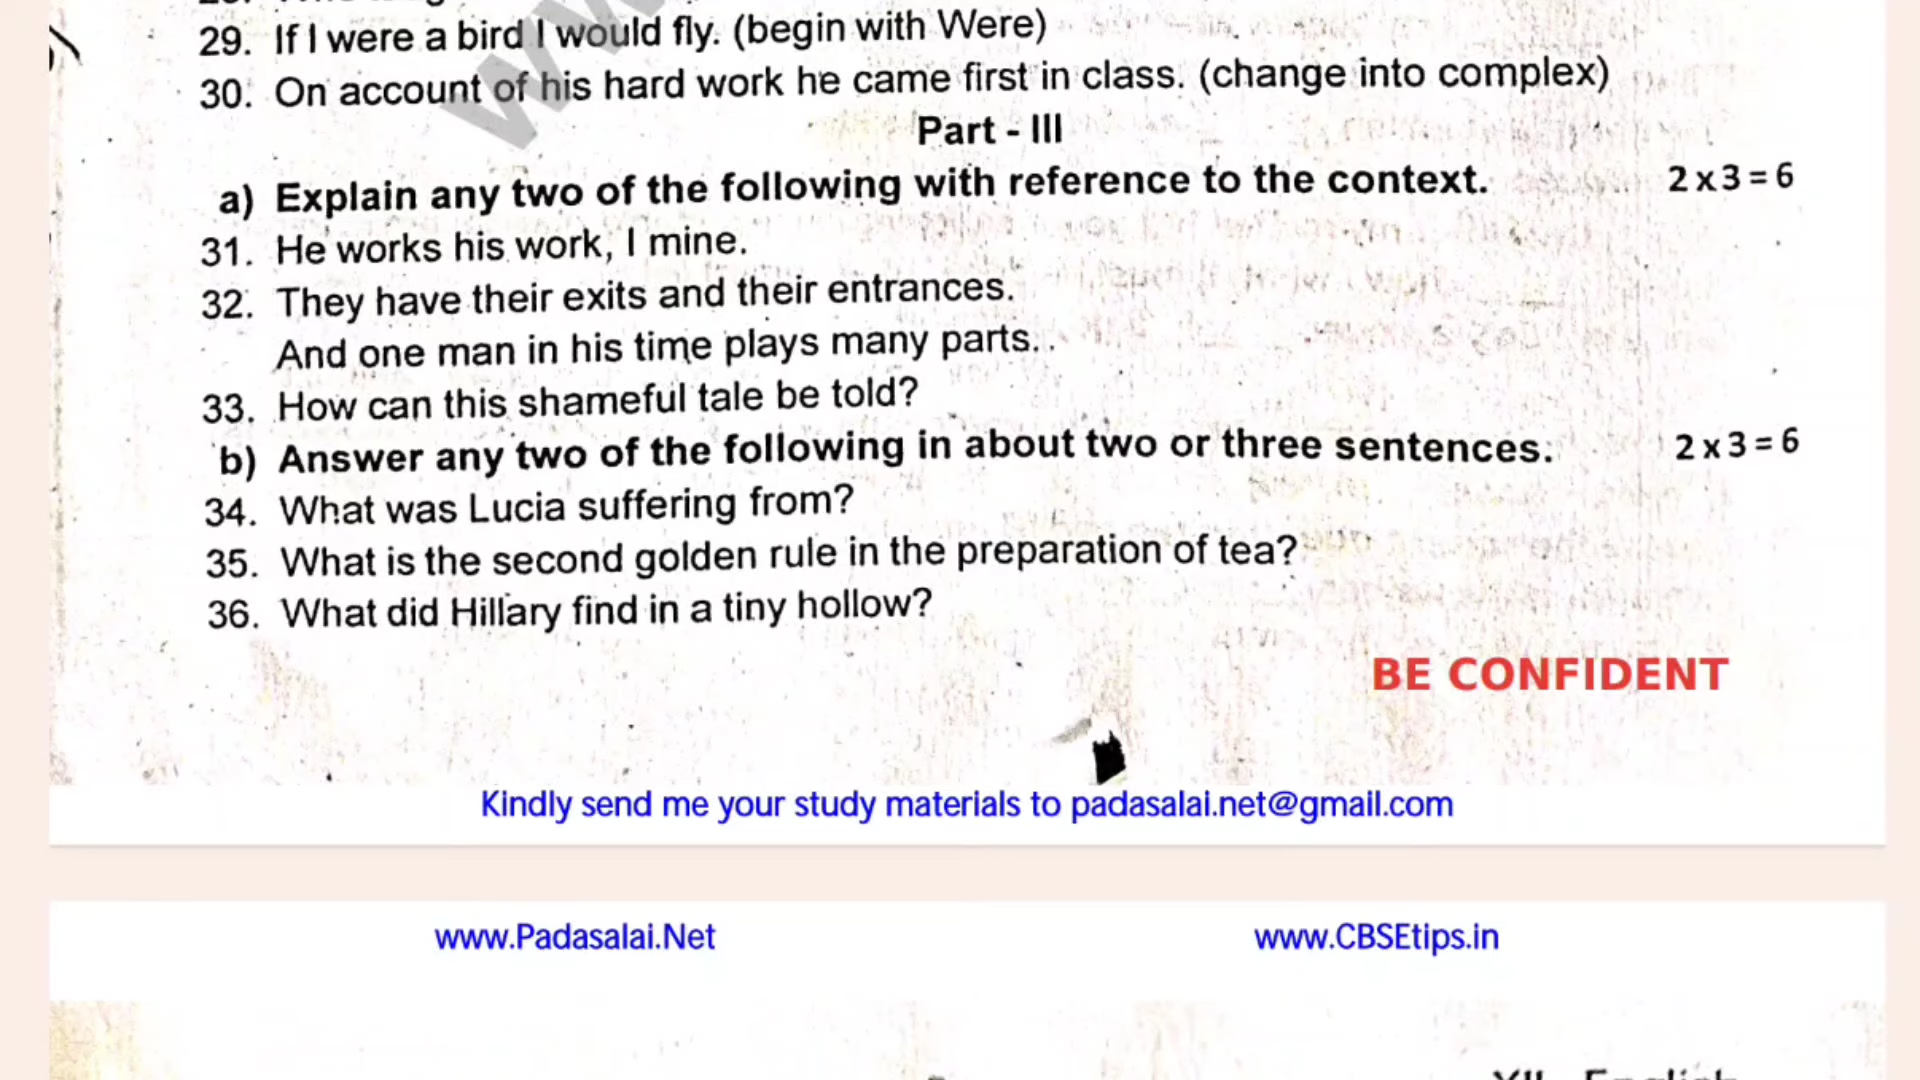 29. If I were a bird I would fly. (begin with Were)
30. On account of his hard work he came first in class. (change into complex)
Part - III
a) Explain any two of the following with reference to the context. 2 x 3 = 6
31. He works his work, I mine.
32. They have their exits and their entrances.
And one man in his time plays many parts.
33. How can this shameful tale be told?
b) Answer any two of the following in about two or three sentences. 2 x 3 = 6
34. What was Lucia suffering from?
35. What is the second golden rule in the preparation of tea?
36. What did Hillary find in a tiny hollow?
BE CONFIDENT
Kindly send me your study materials to padasalai.net@gmail.com
www.Padasalai.Net www.CBSEtips.in